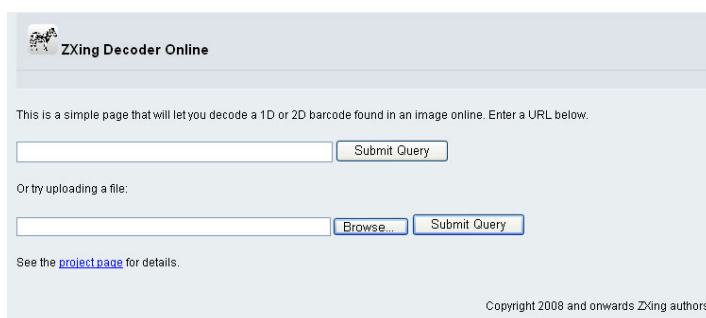 ZXing Decoder Online
This is a simple page that will let you decode a 1D or 2D barcode found in an image online. Enter a URL below.
Submit Query
Or try uploading a file:
Browse... Submit Query
See the project page for details.
Copyright 2008 and onwards ZXing authors